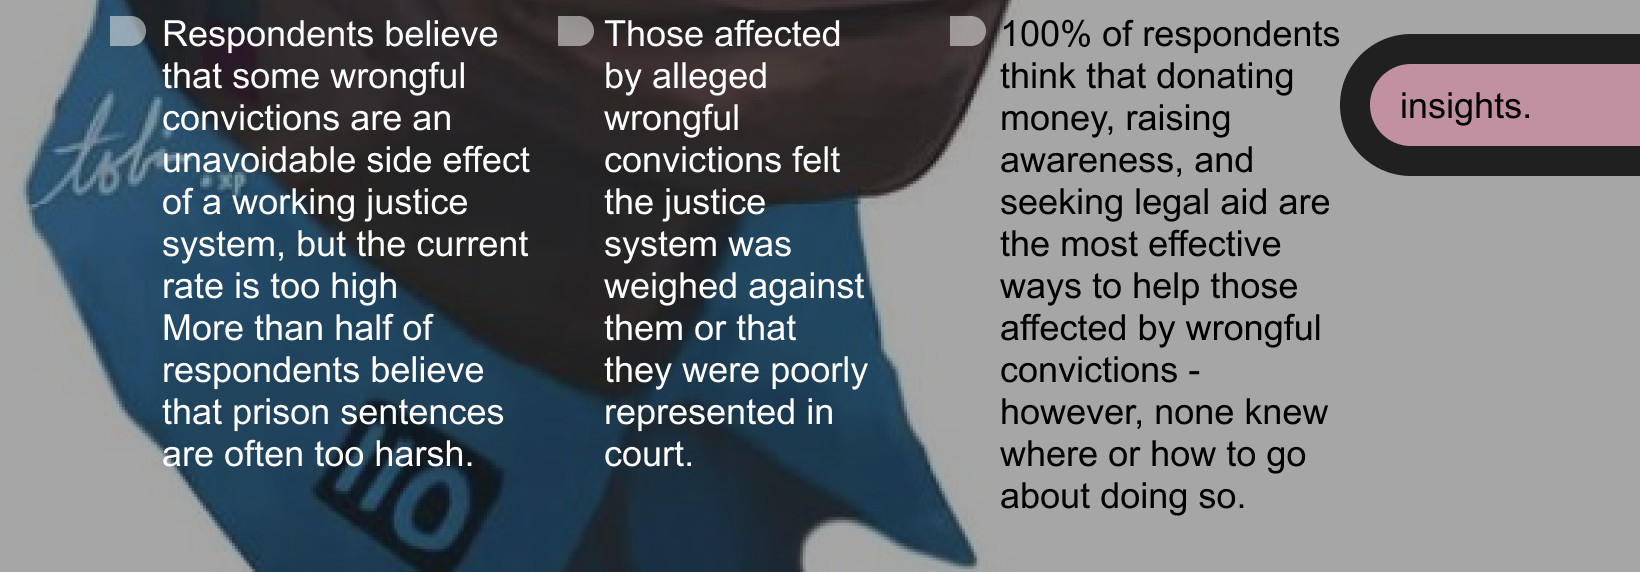 Respondents believe
that some wrongful
convictions are an
unavoidable side effect
of a working justice
system, but the current
rate is too high
More than half of
respondents believe
that prison sentences
are often too harsh.
Those affected
by alleged
wrongful
convictions felt
the justice
system was
weighed against
them or that
they were poorly
represented in
court.
100% of respondents
think that donating
money, raising
awareness, and
seeking legal aid are
the most effective
ways to help those
affected by wrongful
convictions -
however, none knew
where or how to go
about doing so.
insights.
tobi
.xp
110